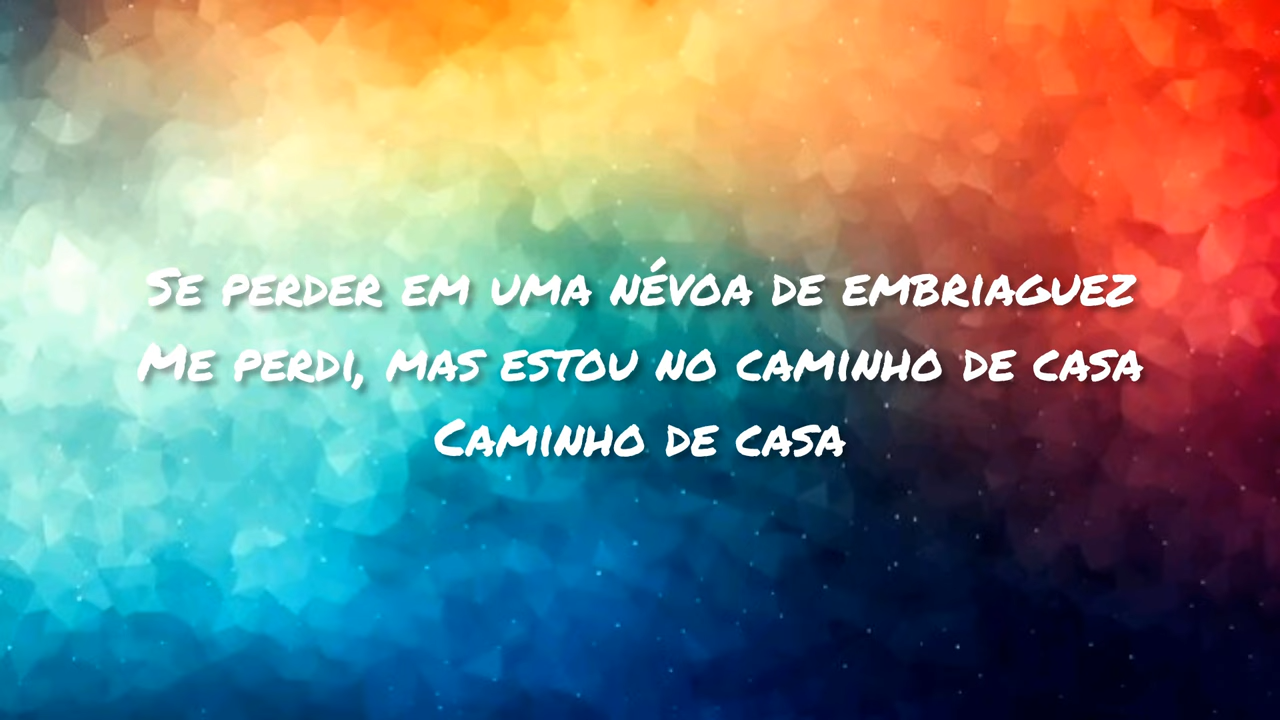 Se perder em uma névoa de embriaguez
Me perdi, mas estou no caminho de casa
Caminho de casa